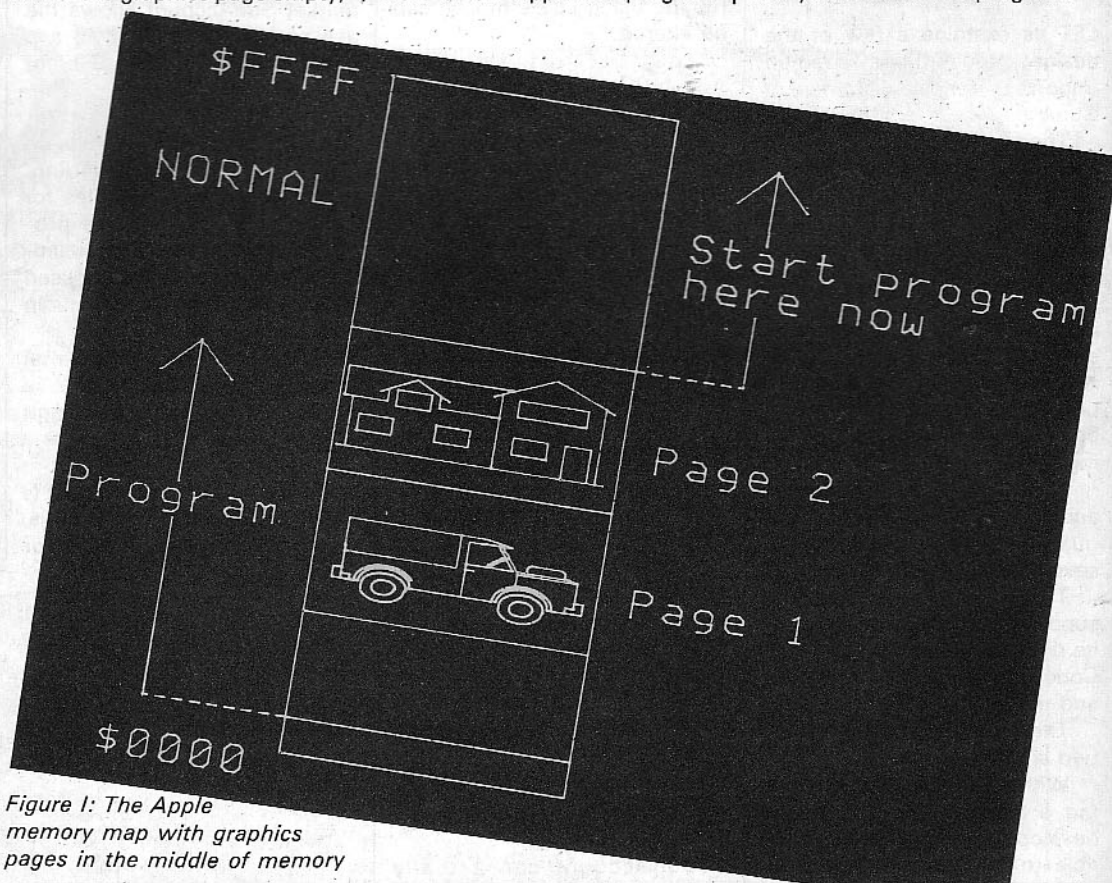 $FFFF
NORMAL
Start program
here now
Program
Page 2
Page 1
$0000
Figure I: The Apple
memory map with graphics
pages in the middle of memory